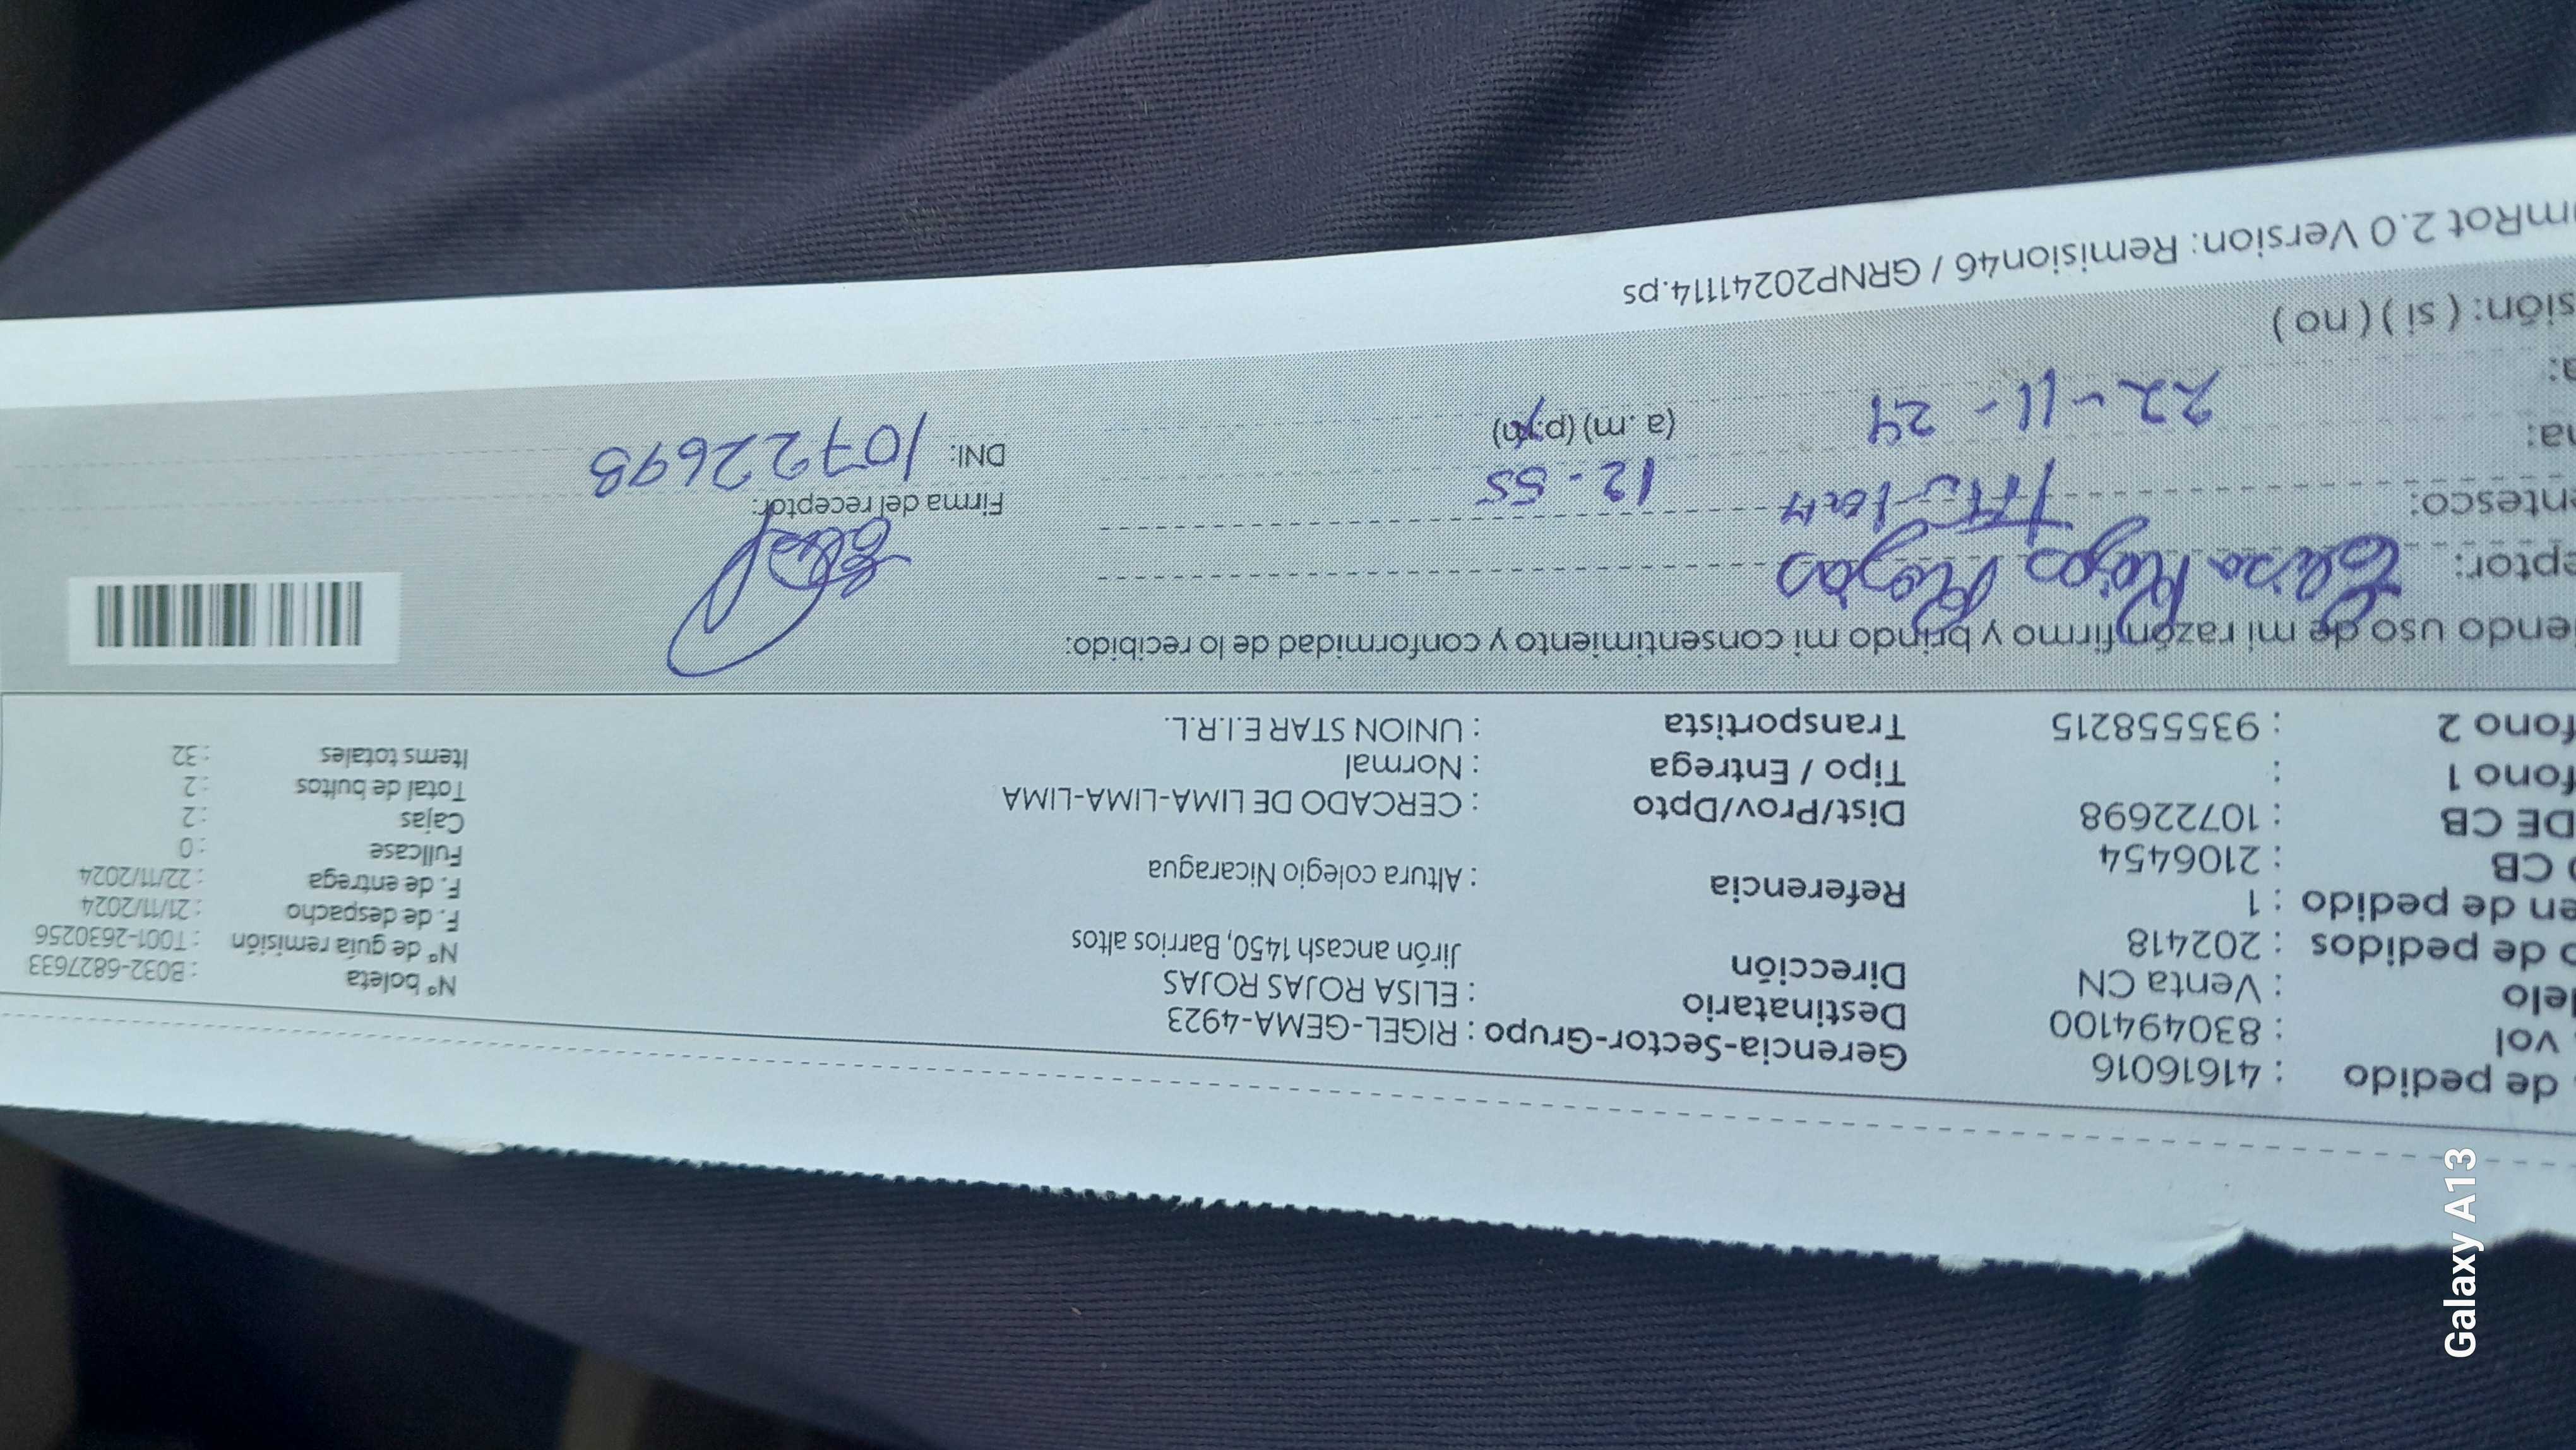 de pedido : 41616016
vol : 830494100
elo : Venta CN
o de pedidos : 202418
en de pedido : 1
o CB : 2106454
DE CB : 10722698
fono 1 :
fono 2 : 935558215
Gerencia-Sector-Grupo : RIGEL-GEMA-4923
Destinatario : ELISA ROJAS ROJAS
Dirección Jirón ancash 1450, Barrios altos
Referencia : Altura colegio Nicaragua
Dist/Prov/Dpto : CERCADO DE LIMA-LIMA-LIMA
Tipo / Entrega : Normal
Transportista : UNION STAR E.I.R.L.
N° boleta : B032-6827633
N° de guía remisión : T001-2630256
F. de despacho : 21/11/2024
F. de entrega : 22/11/2024
Fullcase : 0
Cajas : 2
Total de bultos : 2
Items totales : 32
endo uso de mi razón firmo y brindo mi consentimiento y conformidad de lo recibido:
eptor: Elisa Rojas Rojas
entesco:
na: 12-55 (a.m) (p.m)
a: 22-11-24
sión: ( si ) ( no )
Firma del receptor:
DNI: 10722698
mRot 2.0 Version: Remision46 / GRNP20241114.ps
Galaxy A13